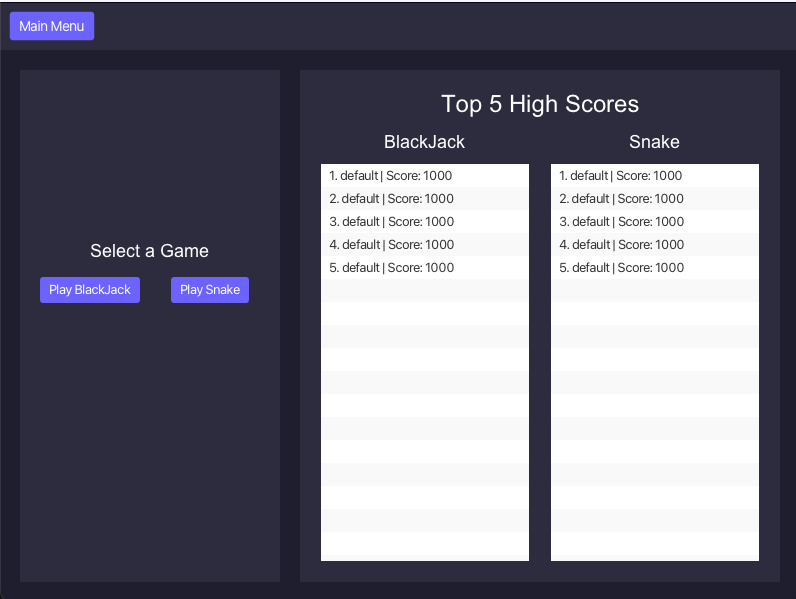 Main Menu
Select a Game
Play BlackJack
Play Snake
Top 5 High Scores
BlackJack
1. default | Score: 1000
2. default | Score: 1000
3. default | Score: 1000
4. default | Score: 1000
5. default | Score: 1000
Snake
1. default | Score: 1000
2. default | Score: 1000
3. default | Score: 1000
4. default | Score: 1000
5. default | Score: 1000